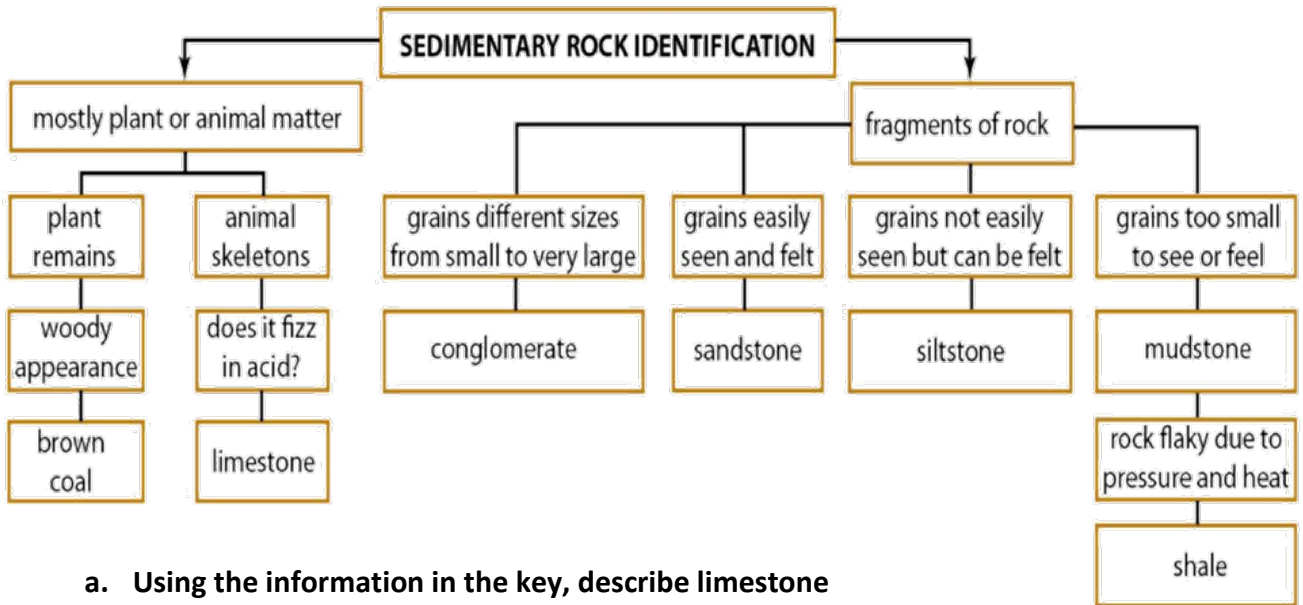 SEDIMENTARY ROCK IDENTIFICATION
mostly plant or animal matter
fragments of rock
plant
remains
animal
skeletons
grains different sizes
from small to very large
grains easily
seen and felt
grains not easily
seen but can be felt
grains too small
to see or feel
woody
appearance
does it fizz
in acid?
conglomerate
sandstone
siltstone
mudstone
brown
coal
limestone
rock flaky due to
pressure and heat
shale
a. Using the information in the key, describe limestone